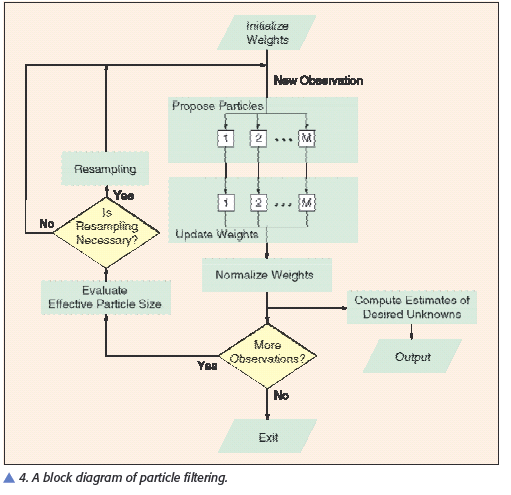 Initialize
Weights
New Observation
Propose Particles
1 2 ••• M
1 2 ••• M
Update Weights
Normalize Weights
Resampling
Yes
No
Is
Resampling
Necessary?
Evaluate
Effective Particle Size
Compute Estimates of
Desired Unknowns
Output
More
Observations?
Yes
No
Exit
▲ 4. A block diagram of particle filtering.